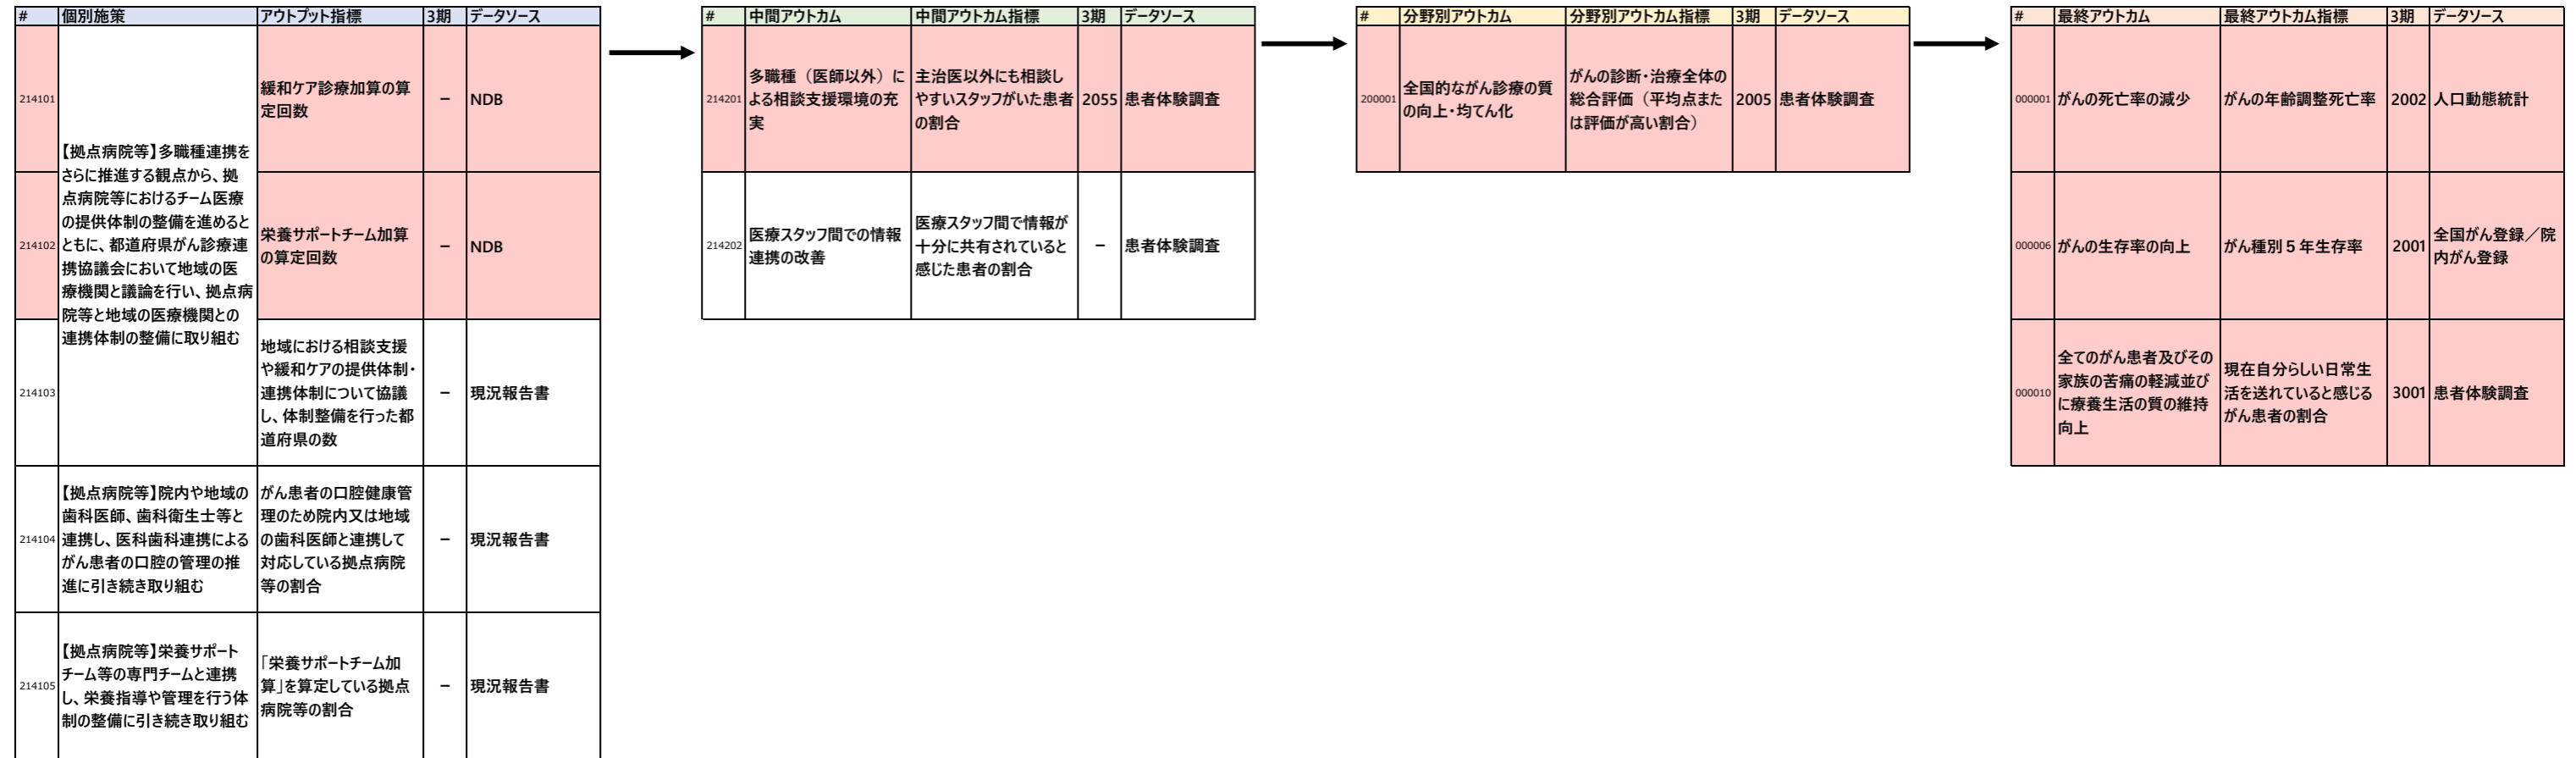 # 個別施策 アウトプット指標 3期 データソース
214101
【拠点病院等】多職種連携を
さらに推進する観点から、拠
点病院等におけるチーム医療
の提供体制の整備を進めると
ともに、都道府県がん診療連
携協議会において地域の医
療機関と議論を行い、拠点病
院等と地域の医療機関との
連携体制の整備に取り組む
緩和ケア診療加算の算
定回数
－
NDB
214102
栄養サポートチーム加算
の算定回数
－
NDB
214103
地域における相談支援
や緩和ケアの提供体制・
連携体制について協議
し、体制整備を行った都
道府県の数
－
現況報告書
214104
【拠点病院等】院内や地域の
歯科医師、歯科衛生士等と
連携し、医科歯科連携による
がん患者の口腔の管理の推
進に引き続き取り組む
がん患者の口腔健康管
理のため院内又は地域
の歯科医師と連携して
対応している拠点病院
等の割合
－
現況報告書
214105
【拠点病院等】栄養サポート
チーム等の専門チームと連携
し、栄養指導や管理を行う体
制の整備に引き続き取り組む
「栄養サポートチーム加
算」を算定している拠点
病院等の割合
－
現況報告書
# 中間アウトカム 中間アウトカム指標 3期 データソース
214201
多職種（医師以外）に
よる相談支援環境の充
実
主治医以外にも相談し
やすいスタッフがいた患者
の割合
2055
患者体験調査
214202
医療スタッフ間での情報
連携の改善
医療スタッフ間で情報が
十分に共有されていると
感じた患者の割合
－
患者体験調査
# 分野別アウトカム 分野別アウトカム指標 3期 データソース
200001
全国的ながん診療の質
の向上・均てん化
がんの診断・治療全体の
総合評価（平均点また
は評価が高い割合）
2005
患者体験調査
# 最終アウトカム 最終アウトカム指標 3期 データソース
000001
がんの死亡率の減少
がんの年齢調整死亡率
2002
人口動態統計
000006
がんの生存率の向上
がん種別５年生存率
2001
全国がん登録／院
内がん登録
000010
全てのがん患者及びその
家族の苦痛の軽減並び
に療養生活の質の維持
向上
現在自分らしい日常生
活を送れていると感じる
がん患者の割合
3001
患者体験調査